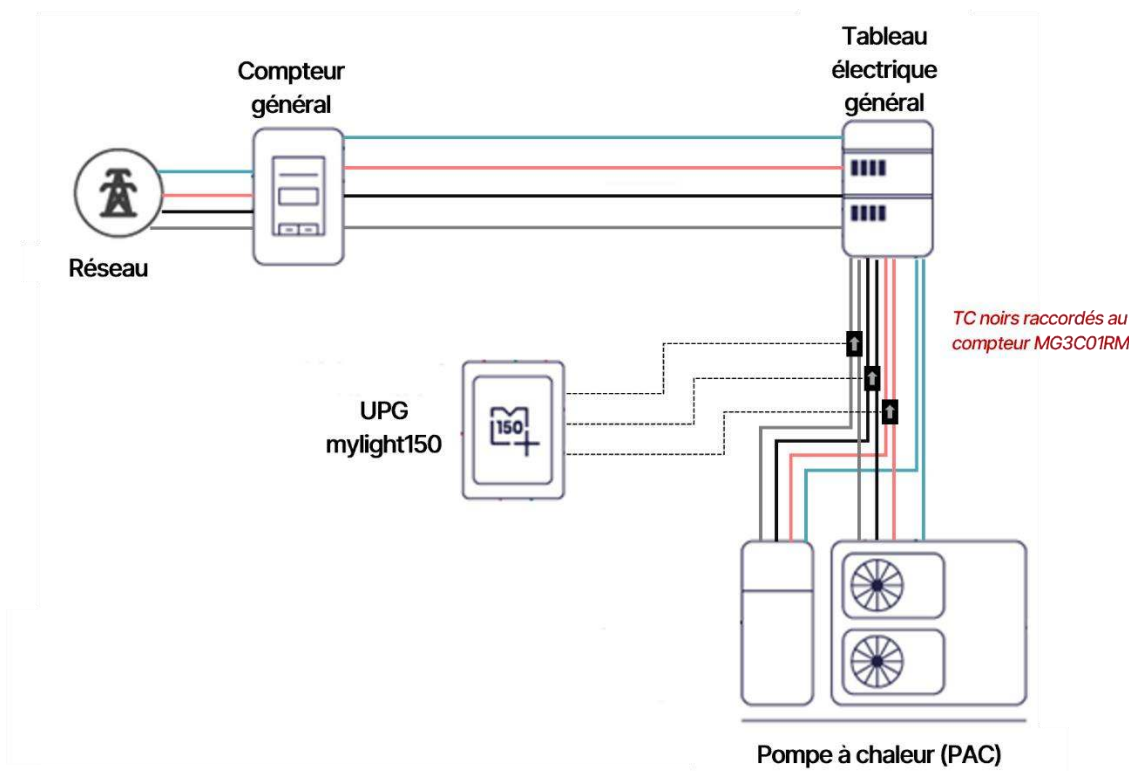 Tableau
électrique
général
Compteur
général
Réseau
TC noirs raccordés au
compteur MG3C01RM
UPG
mylight150
150
Pompe à chaleur (PAC)